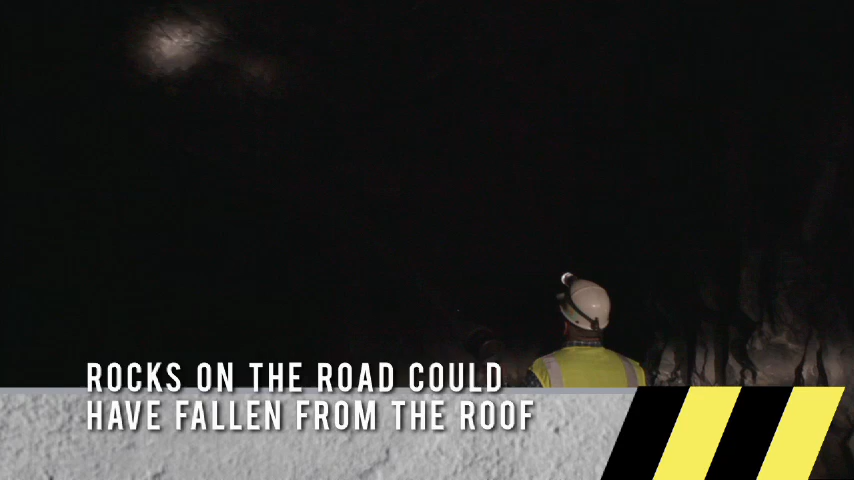 ROCKS ON THE ROAD COULD
HAVE FALLEN FROM THE ROOF